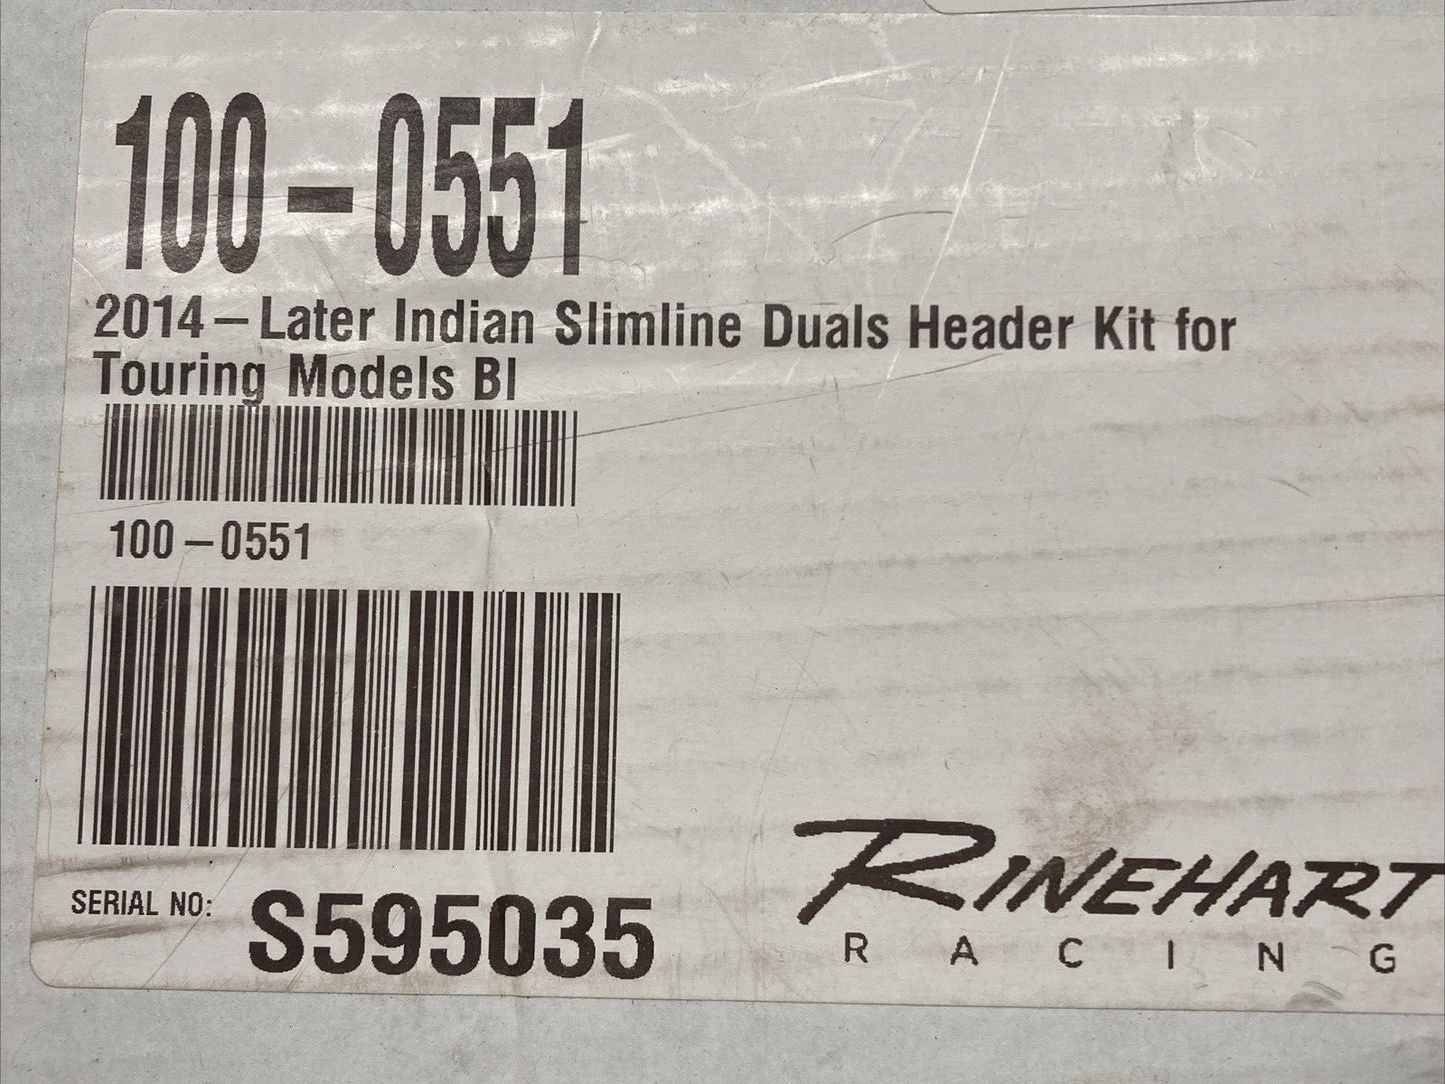 100-0551
2014-Later Indian Slimline Duals Header Kit for
Touring Models Bl
100-0551
SERIAL NO: S595035
RINEHART
RACING